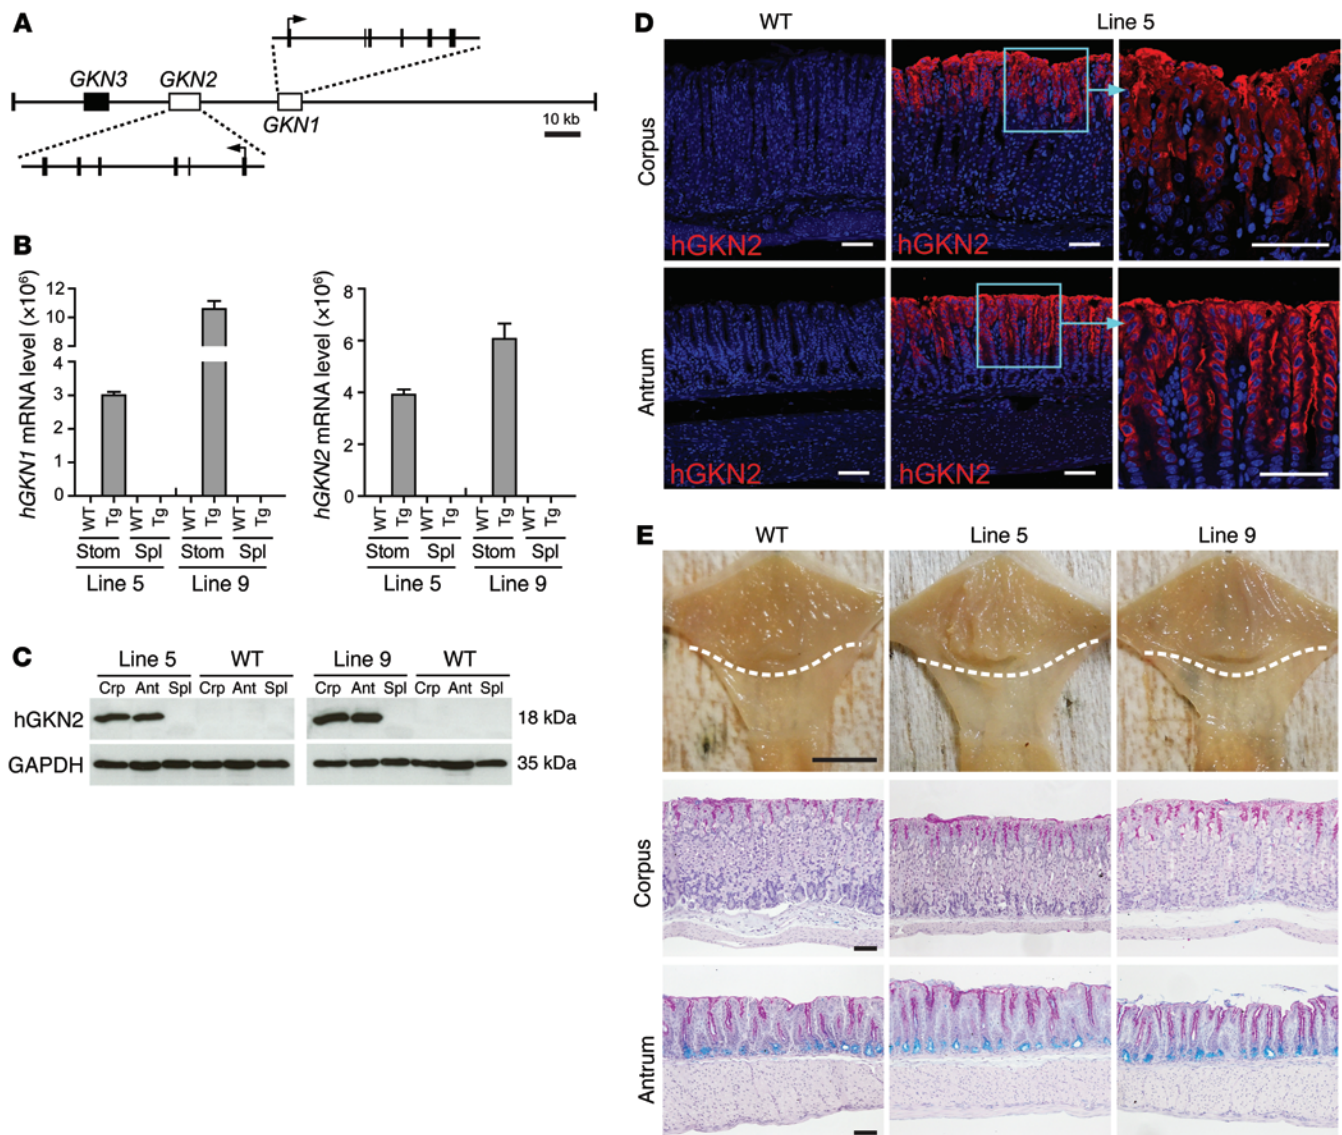 A
GKN3
GKN2
GKN1
10 kb
B
hGKN1 mRNA level (×10⁶)
12
10
8
4
3
2
1
0
WT Tg WT Tg WT Tg WT Tg
Stom Spl Stom Spl
Line 5 Line 9
hGKN2 mRNA level (×10⁶)
8
6
4
2
0
WT Tg WT Tg WT Tg WT Tg
Stom Spl Stom Spl
Line 5 Line 9
C
Line 5 WT Line 9 WT
Crp Ant Spl Crp Ant Spl Crp Ant Spl Crp Ant Spl
hGKN2 18 kDa
GAPDH 35 kDa
D
WT Line 5
Corpus
hGKN2 hGKN2
Antrum
hGKN2 hGKN2
E
WT Line 5 Line 9
Corpus
Antrum